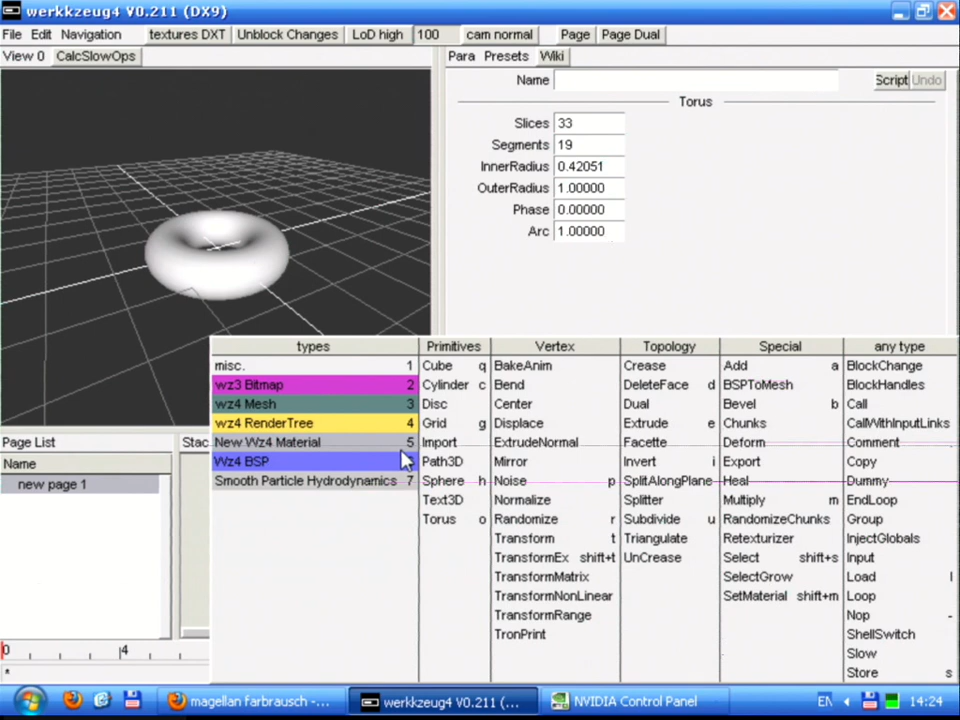 werkkzeug4 V0.211 (DX9)
File Edit Navigation textures DXT Unblock Changes LoD high 100 cam normal Page Page Dual
View 0 CalcSlowOps Para Presets Wiki
Name Script Undo
Torus
Slices 33
Segments 19
InnerRadius 0.42051
OuterRadius 1.00000
Phase 0.00000
Arc 1.00000
types Primitives Vertex Topology Special any type
misc. 1 Cube q BakeAnim Crease Add a BlockChange
wz3 Bitmap 2 Cylinder c Bend DeleteFace d BSPToMesh BlockHandles
wz4 Mesh 3 Disc Center Dual Bevel b Call
wz4 RenderTree 4 Grid g Displace Extrude e Chunks CallWithInputLinks
Page List Stac New Wz4 Material 5 Import ExtrudeNormal Facette Deform Comment
Name Wz4 BSP Path3D Mirror Invert i Export Copy
new page 1 Smooth Particle Hydrodynamics 7 Sphere h Noise p SplitAlongPlane Heal Dummy
Text3D Normalize Splitter Multiply m EndLoop
Torus o Randomize r Subdivide u RandomizeChunks Group
Transform t Triangulate Retexturizer InjectGlobals
TransformEx shift+t UnCrease Select shift+s Input
TransformMatrix SelectGrow Load l
TransformNonLinear SetMaterial shift+m Loop
TransformRange Nop -
TronPrint ShellSwitch
0 4 Slow
* Store s
magellan farbrausch -... werkkzeug4 V0.211 (... NVIDIA Control Panel EN 14:24